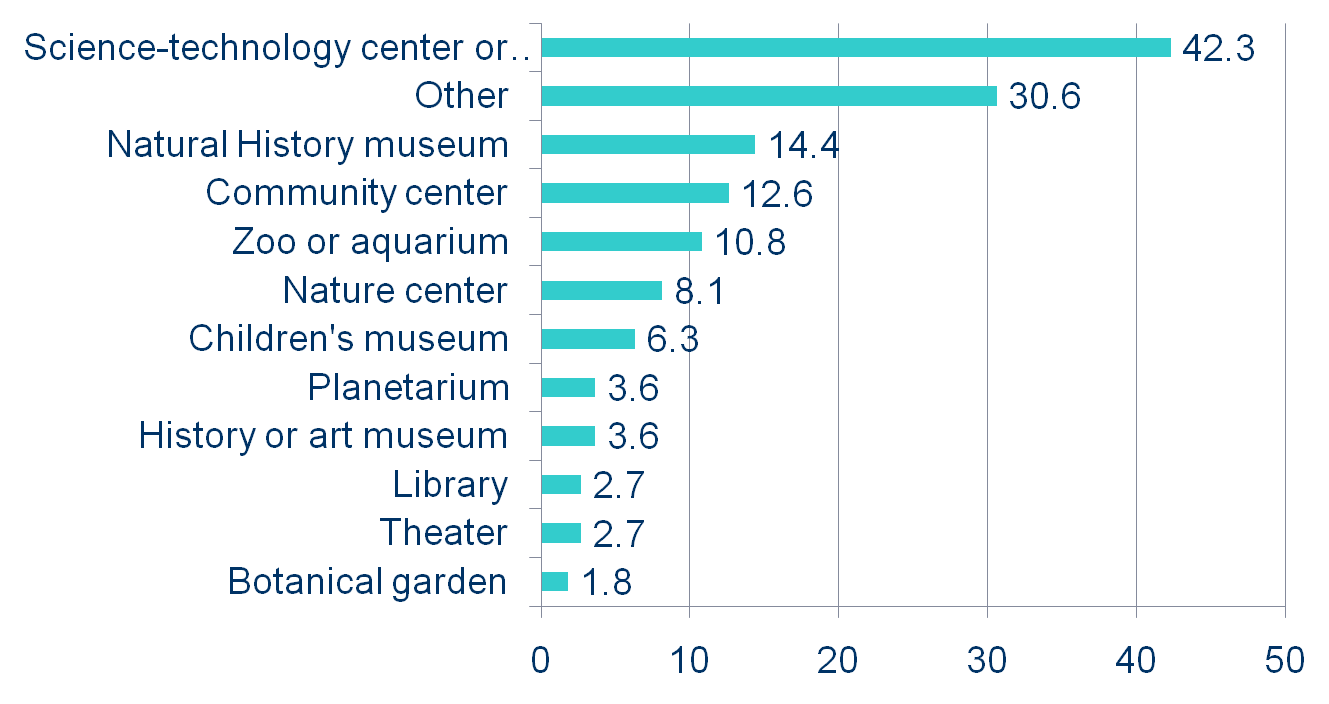 Science-technology center or..
42.3
Other
30.6
Natural History museum
14.4
Community center
12.6
Zoo or aquarium
10.8
Nature center
8.1
Children's museum
6.3
Planetarium
3.6
History or art museum
3.6
Library
2.7
Theater
2.7
Botanical garden
1.8
0 10 20 30 40 50